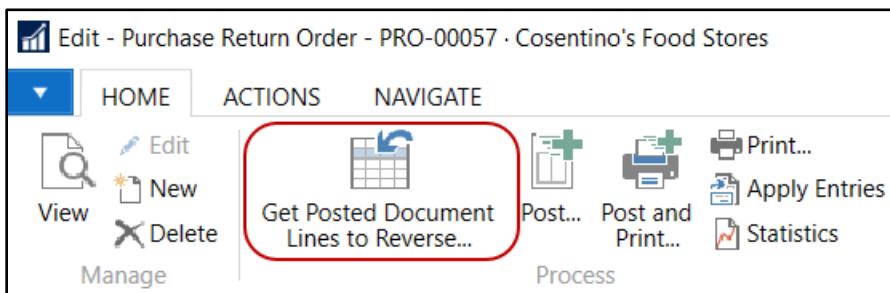 Edit - Purchase Return Order - PRO-00057 · Cosentino's Food Stores
HOME ACTIONS NAVIGATE
View
Edit
New
Delete
Manage
Get Posted Document
Lines to Reverse...
Post...
Post and
Print...
Print...
Apply Entries
Statistics
Process